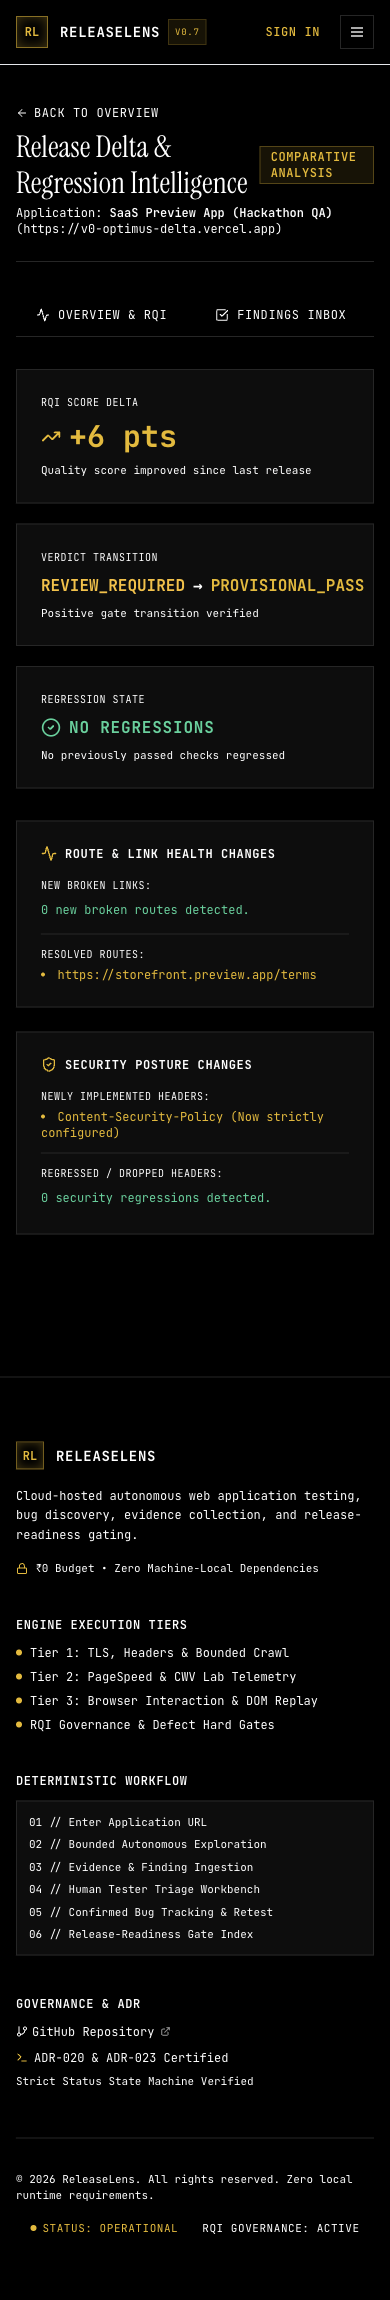 RL RELEASELENS V0.7 SIGN IN
← BACK TO OVERVIEW
Release Delta &
Regression Intelligence
COMPARATIVE
ANALYSIS
Application: SaaS Preview App (Hackathon QA)
(https://v0-optimus-delta.vercel.app)
OVERVIEW & RQI FINDINGS INBOX
RQI SCORE DELTA
+6 pts
Quality score improved since last release
VERDICT TRANSITION
REVIEW_REQUIRED → PROVISIONAL_PASS
Positive gate transition verified
REGRESSION STATE
NO REGRESSIONS
No previously passed checks regressed
ROUTE & LINK HEALTH CHANGES
NEW BROKEN LINKS:
0 new broken routes detected.
RESOLVED ROUTES:
• https://storefront.preview.app/terms
SECURITY POSTURE CHANGES
NEWLY IMPLEMENTED HEADERS:
• Content-Security-Policy (Now strictly
configured)
REGRESSED / DROPPED HEADERS:
0 security regressions detected.
RL RELEASELENS
Cloud-hosted autonomous web application testing,
bug discovery, evidence collection, and release-
readiness gating.
₹0 Budget • Zero Machine-Local Dependencies
ENGINE EXECUTION TIERS
Tier 1: TLS, Headers & Bounded Crawl
Tier 2: PageSpeed & CWV Lab Telemetry
Tier 3: Browser Interaction & DOM Replay
RQI Governance & Defect Hard Gates
DETERMINISTIC WORKFLOW
01 // Enter Application URL
02 // Bounded Autonomous Exploration
03 // Evidence & Finding Ingestion
04 // Human Tester Triage Workbench
05 // Confirmed Bug Tracking & Retest
06 // Release-Readiness Gate Index
GOVERNANCE & ADR
GitHub Repository
ADR-020 & ADR-023 Certified
Strict Status State Machine Verified
© 2026 ReleaseLens. All rights reserved. Zero local
runtime requirements.
STATUS: OPERATIONAL RQI GOVERNANCE: ACTIVE